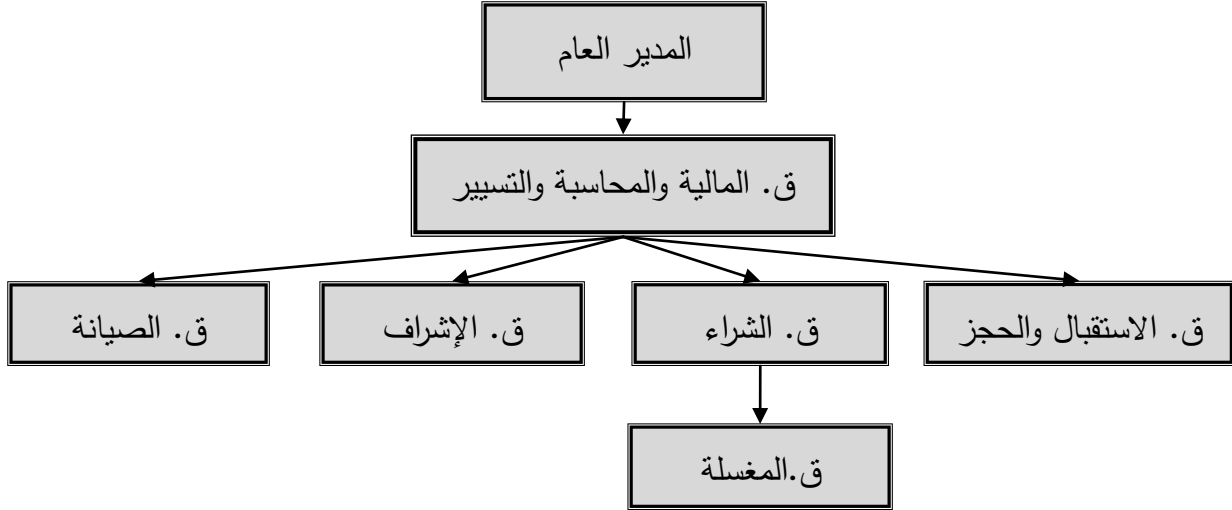 المدير العام
ق. المالية والمحاسبة والتسيير
ق. الاستقبال والحجز
ق. الشراء
ق. الإشراف
ق. الصيانة
ق.المغسلة